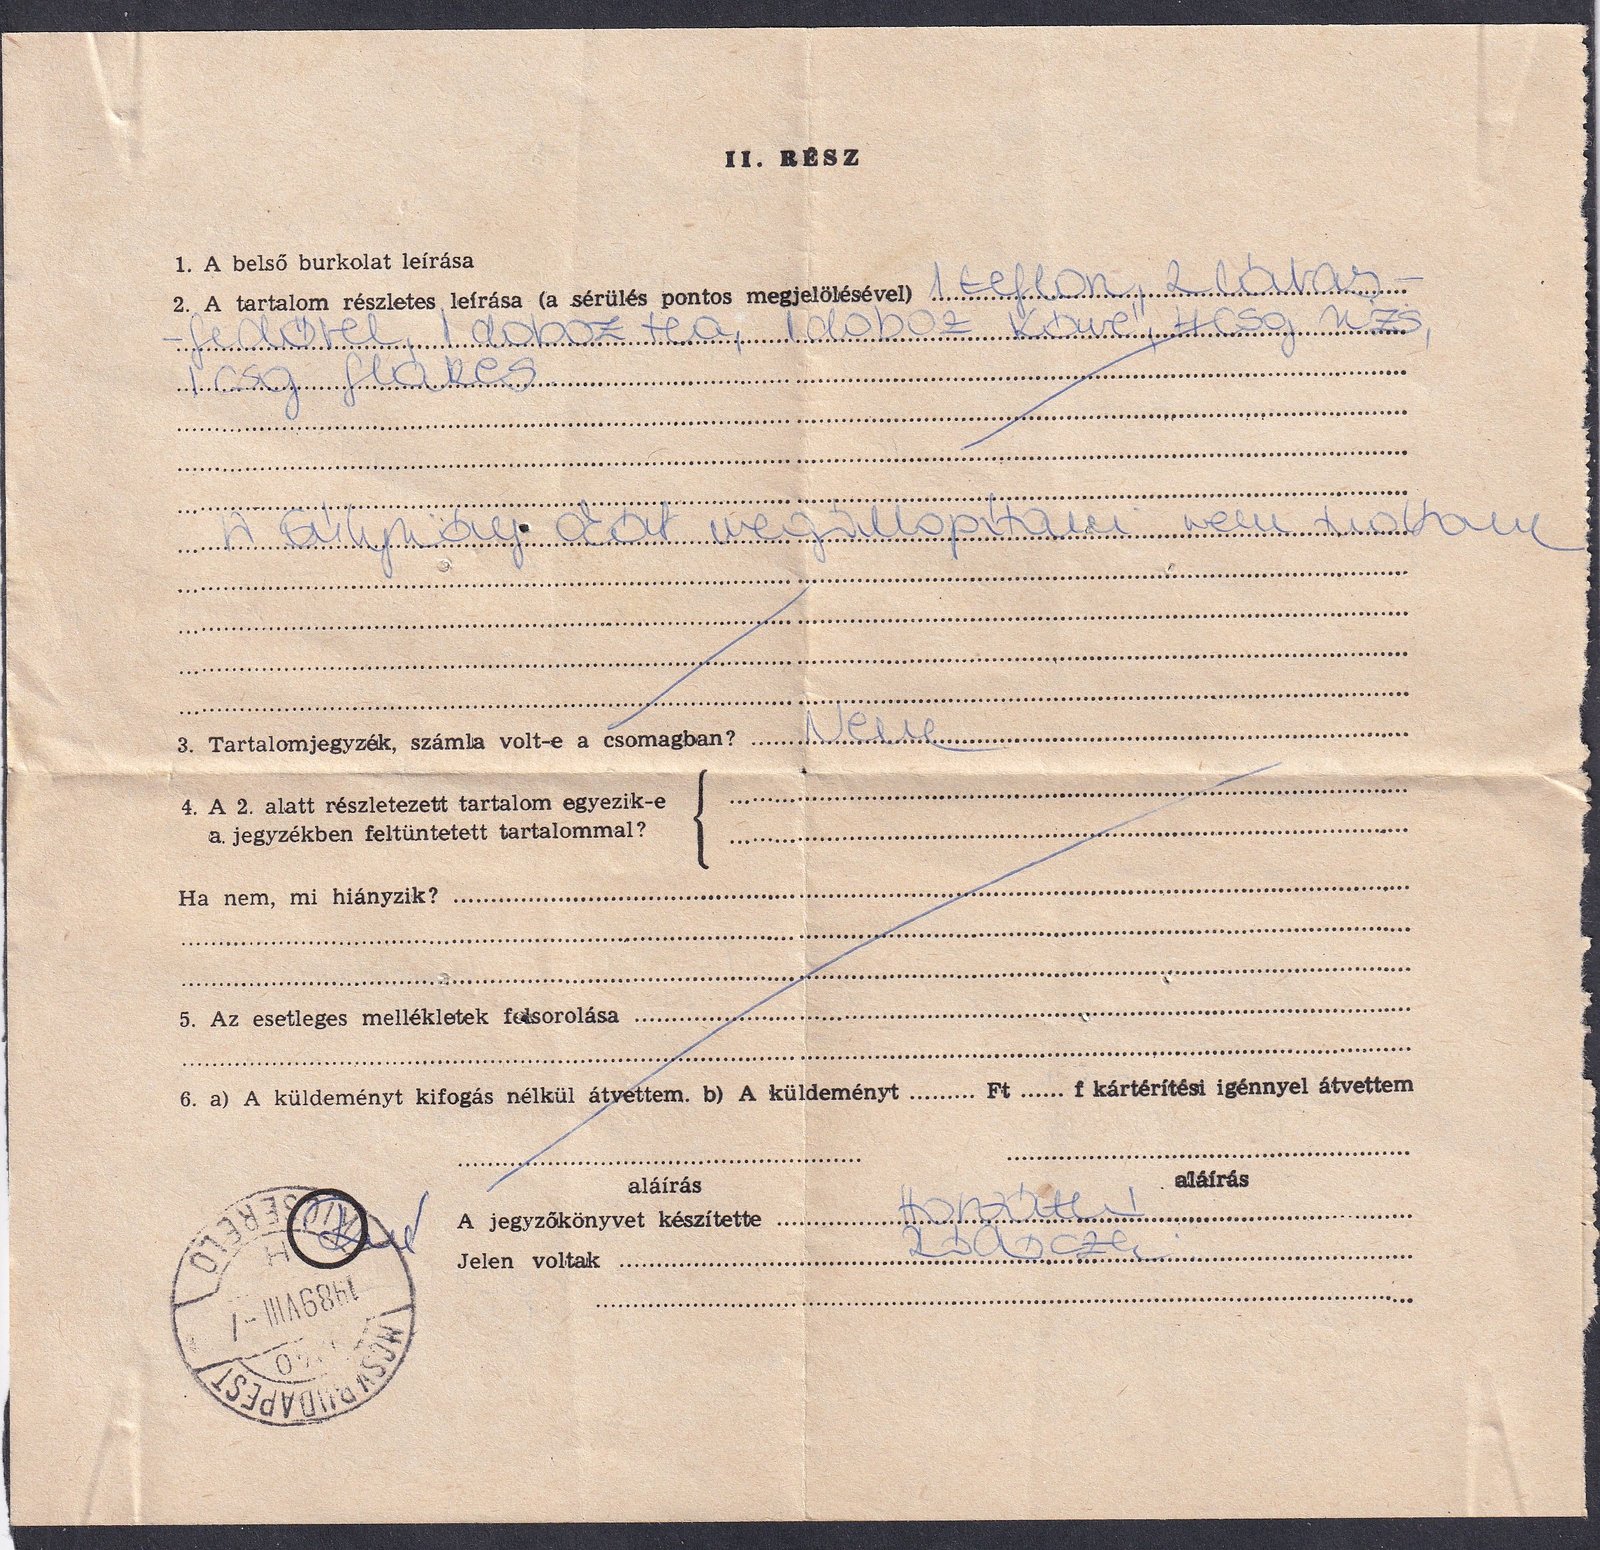 II. RÉSZ
1. A belső burkolat leírása
2. A tartalom részletes leírása (a sérülés pontos megjelölésével) 1 teflon, 2 lábas-
-fedővel, 1 doboz tea, 1 doboz kávé, 4 csg rizs,
1 csg
A súlyhiány okát megállapítani nem tudtam
3. Tartalomjegyzék, számla volt-e a csomagban? Nem
4. A 2. alatt részletezett tartalom egyezik-e
a jegyzékben feltüntetett tartalommal?
Ha nem, mi hiányzik?
5. Az esetleges mellékletek felsorolása
6. a) A küldeményt kifogás nélkül átvettem. b) A küldeményt ......... Ft ...... f kártérítési igénnyel átvettem
aláírás aláírás
A jegyzőkönyvet készítette
Jelen voltak
BUDAPEST